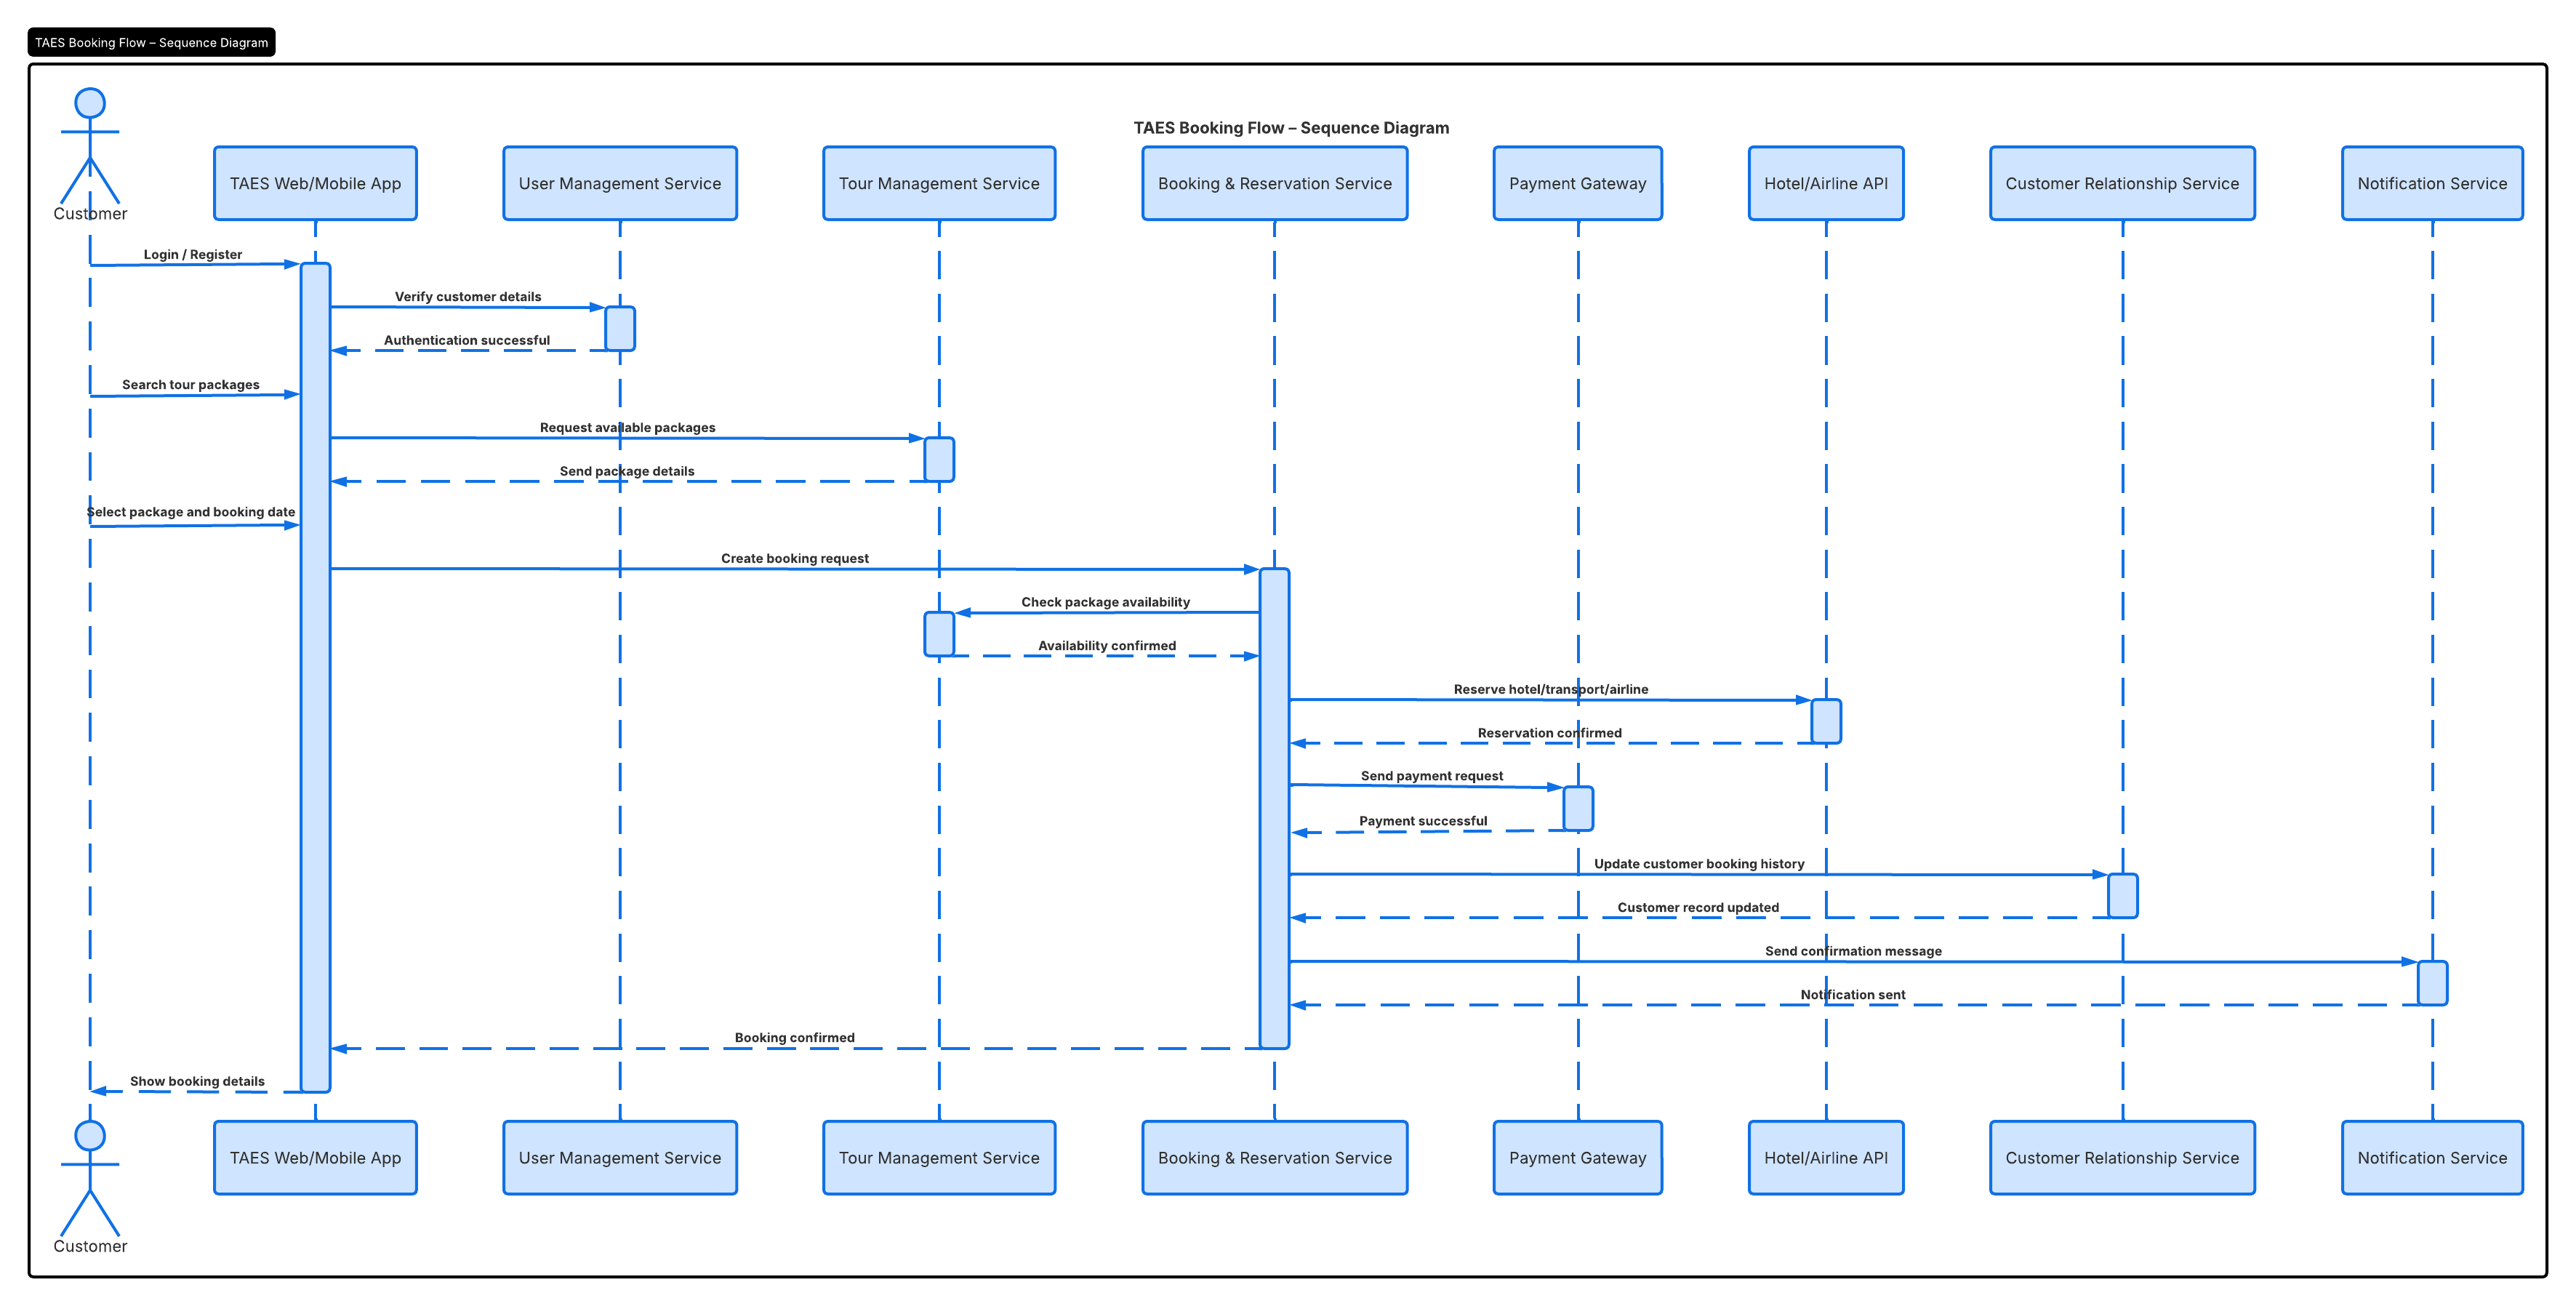 TAES Booking Flow – Sequence Diagram
TAES Booking Flow – Sequence Diagram
Customer
TAES Web/Mobile App
User Management Service
Tour Management Service
Booking & Reservation Service
Payment Gateway
Hotel/Airline API
Customer Relationship Service
Notification Service
Login / Register
Verify customer details
Authentication successful
Search tour packages
Request available packages
Send package details
Select package and booking date
Create booking request
Check package availability
Availability confirmed
Reserve hotel/transport/airline
Reservation confirmed
Send payment request
Payment successful
Update customer booking history
Customer record updated
Send confirmation message
Notification sent
Booking confirmed
Show booking details
Customer
TAES Web/Mobile App
User Management Service
Tour Management Service
Booking & Reservation Service
Payment Gateway
Hotel/Airline API
Customer Relationship Service
Notification Service